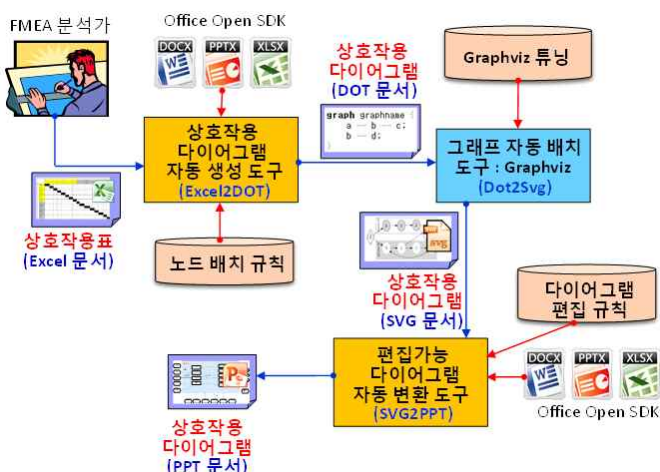 FMEA 분석가
Office Open SDK
DOCX
PPTX
XLSX
상호작용
다이어그램
(DOT 문서)
graph graphname {
a -- b -- c;
b -- d;
}
Graphviz 튜닝
상호작용
다이어그램
자동 생성 도구
(Excel2DOT)
그래프 자동 배치
도구 : Graphviz
(Dot2Svg)
상호작용표
(Excel 문서)
노드 배치 규칙
svg
상호작용
다이어그램
(SVG 문서)
다이어그램
편집 규칙
편집가능
다이어그램
자동 변환 도구
(SVG2PPT)
DOCX
PPTX
XLSX
Office Open SDK
상호작용
다이어그램
(PPT 문서)